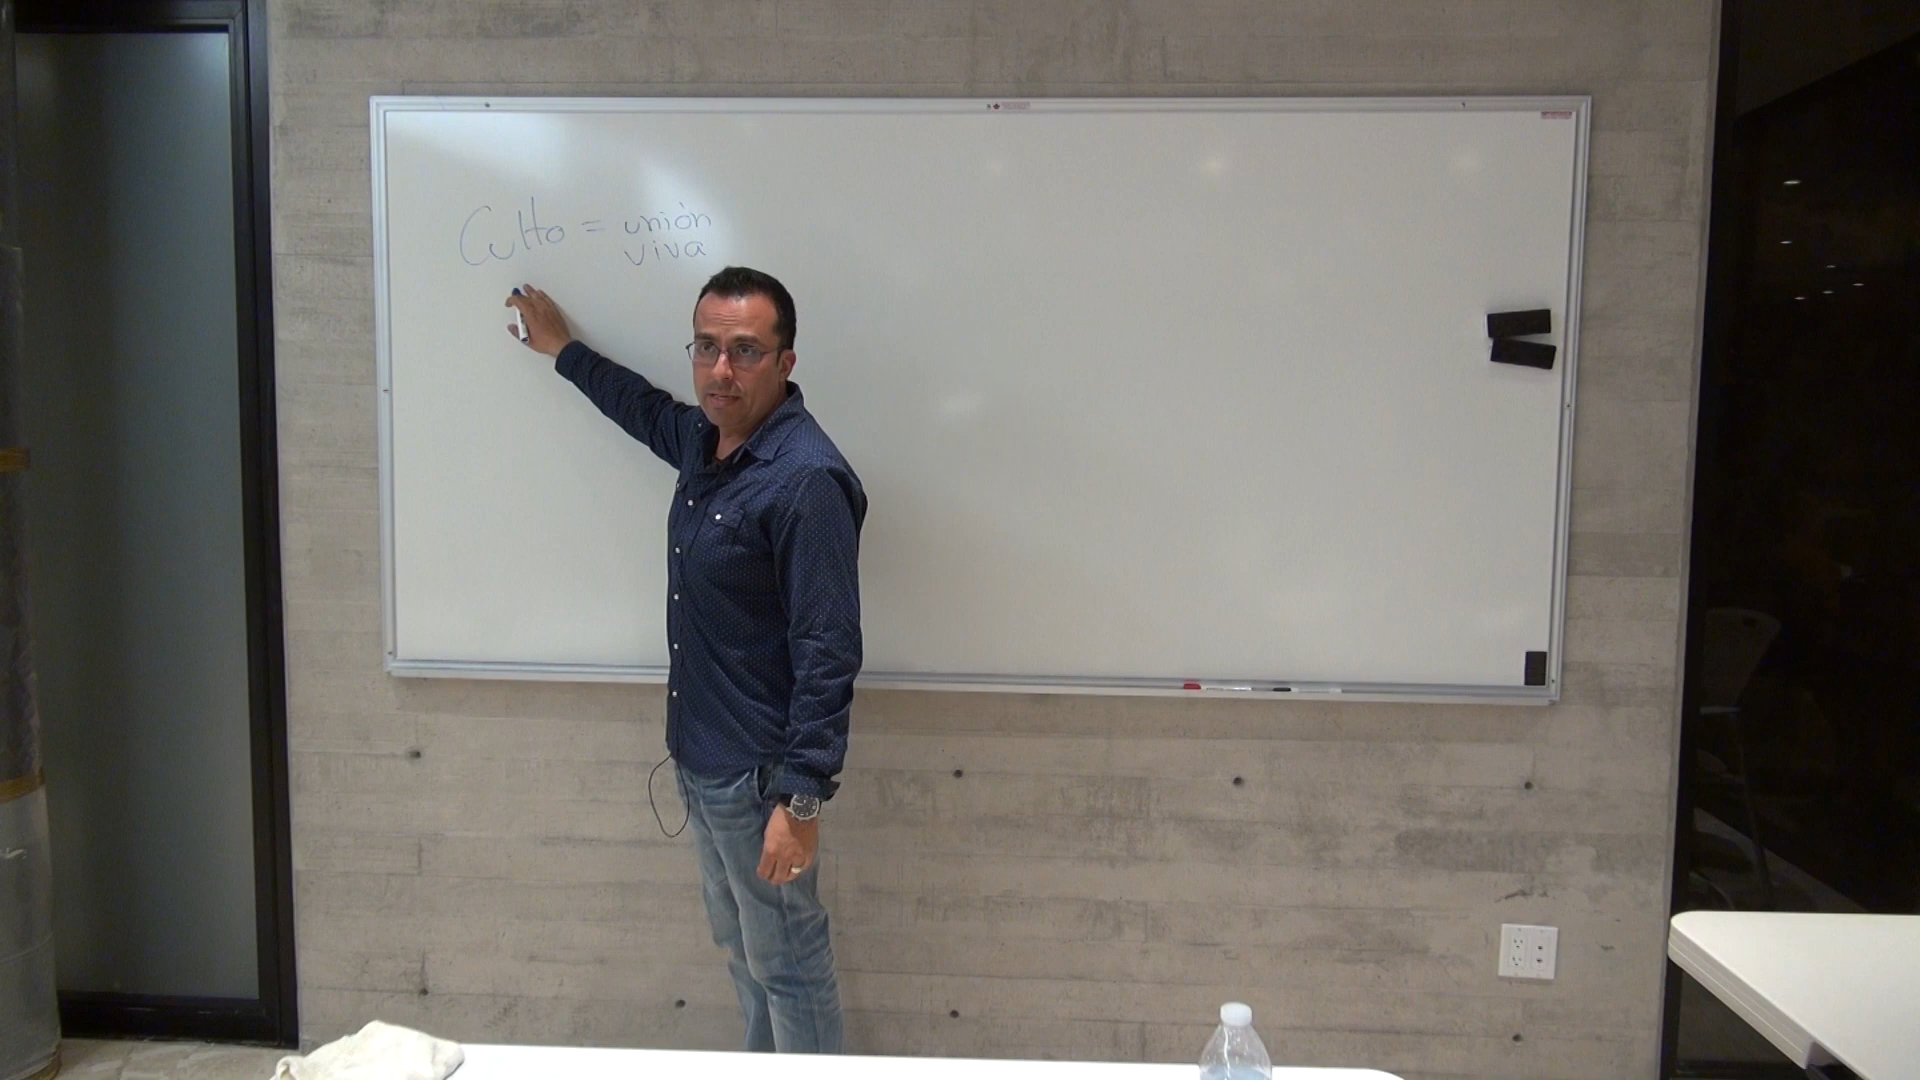 Culto = unión
viva